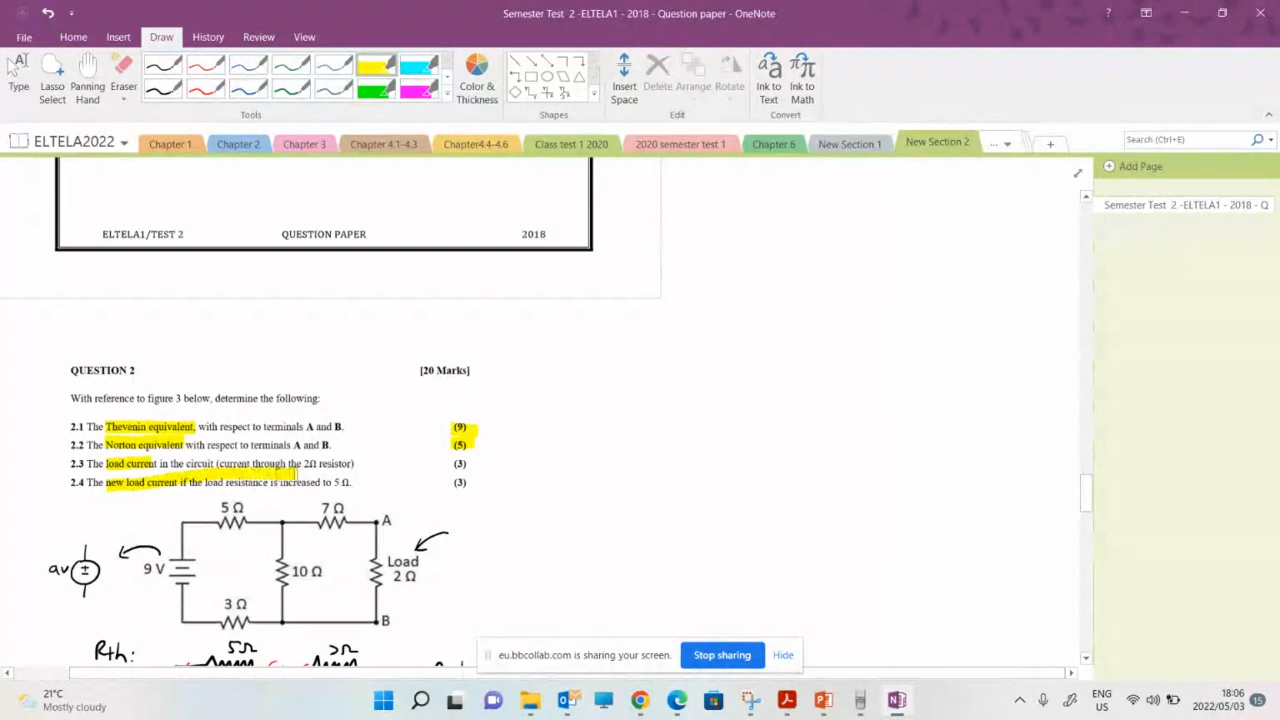 Semester Test 2 -ELTELA1 - 2018 - Question paper - OneNote
File Home Insert Draw History Review View
Type Lasso Select Panning Hand Eraser Color & Thickness Insert Space Delete Arrange Rotate Ink to Text Ink to Math
Tools Shapes Edit Convert
ELTELA2022 Chapter 1 Chapter 2 Chapter 3 Chapter 4.1-4.3 Chapter4.4-4.6 Class test 1 2020 2020 semester test 1 Chapter 6 New Section 1 New Section 2 ... Search (Ctrl+E)
Add Page
Semester Test 2 -ELTELA1 - 2018 - Q
ELTELA1/TEST 2 QUESTION PAPER 2018
QUESTION 2 [20 Marks]
With reference to figure 3 below, determine the following:
2.1 The Thevenin equivalent, with respect to terminals A and B. (9)
2.2 The Norton equivalent with respect to terminals A and B. (5)
2.3 The load current in the circuit (current through the 2Ω resistor) (3)
2.4 The new load current if the load resistance is increased to 5 Ω. (3)
5 Ω 7 Ω A
9V 9 V 10 Ω Load
2 Ω
3 Ω B
Rth: 5Ω
eu.bbcollab.com is sharing your screen. Stop sharing Hide
21°C
Mostly cloudy
ENG
US
18:06
2022/05/03
15